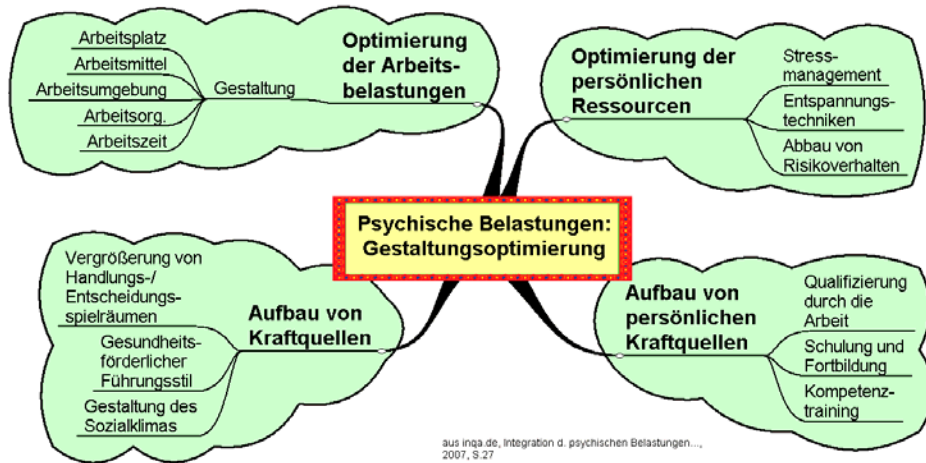 Arbeitsplatz
Arbeitsmittel
Arbeitsumgebung
Arbeitsorg.
Arbeitszeit
Gestaltung
Optimierung
der Arbeits-
belastungen
Optimierung der
persönlichen
Ressourcen
Stress-
management
Entspannungs-
techniken
Abbau von
Risikoverhalten
Psychische Belastungen:
Gestaltungsoptimierung
Vergrößerung von
Handlungs-/
Entscheidungs-
spielräumen
Gesundheits-
förderlicher
Führungsstil
Gestaltung des
Sozialklimas
Aufbau von
Kraftquellen
Aufbau von
persönlichen
Kraftquellen
Qualifizierung
durch die
Arbeit
Schulung und
Fortbildung
Kompetenz-
training
aus inqa.de, Integration d. psychischen Belastungen...,
2007, S.27